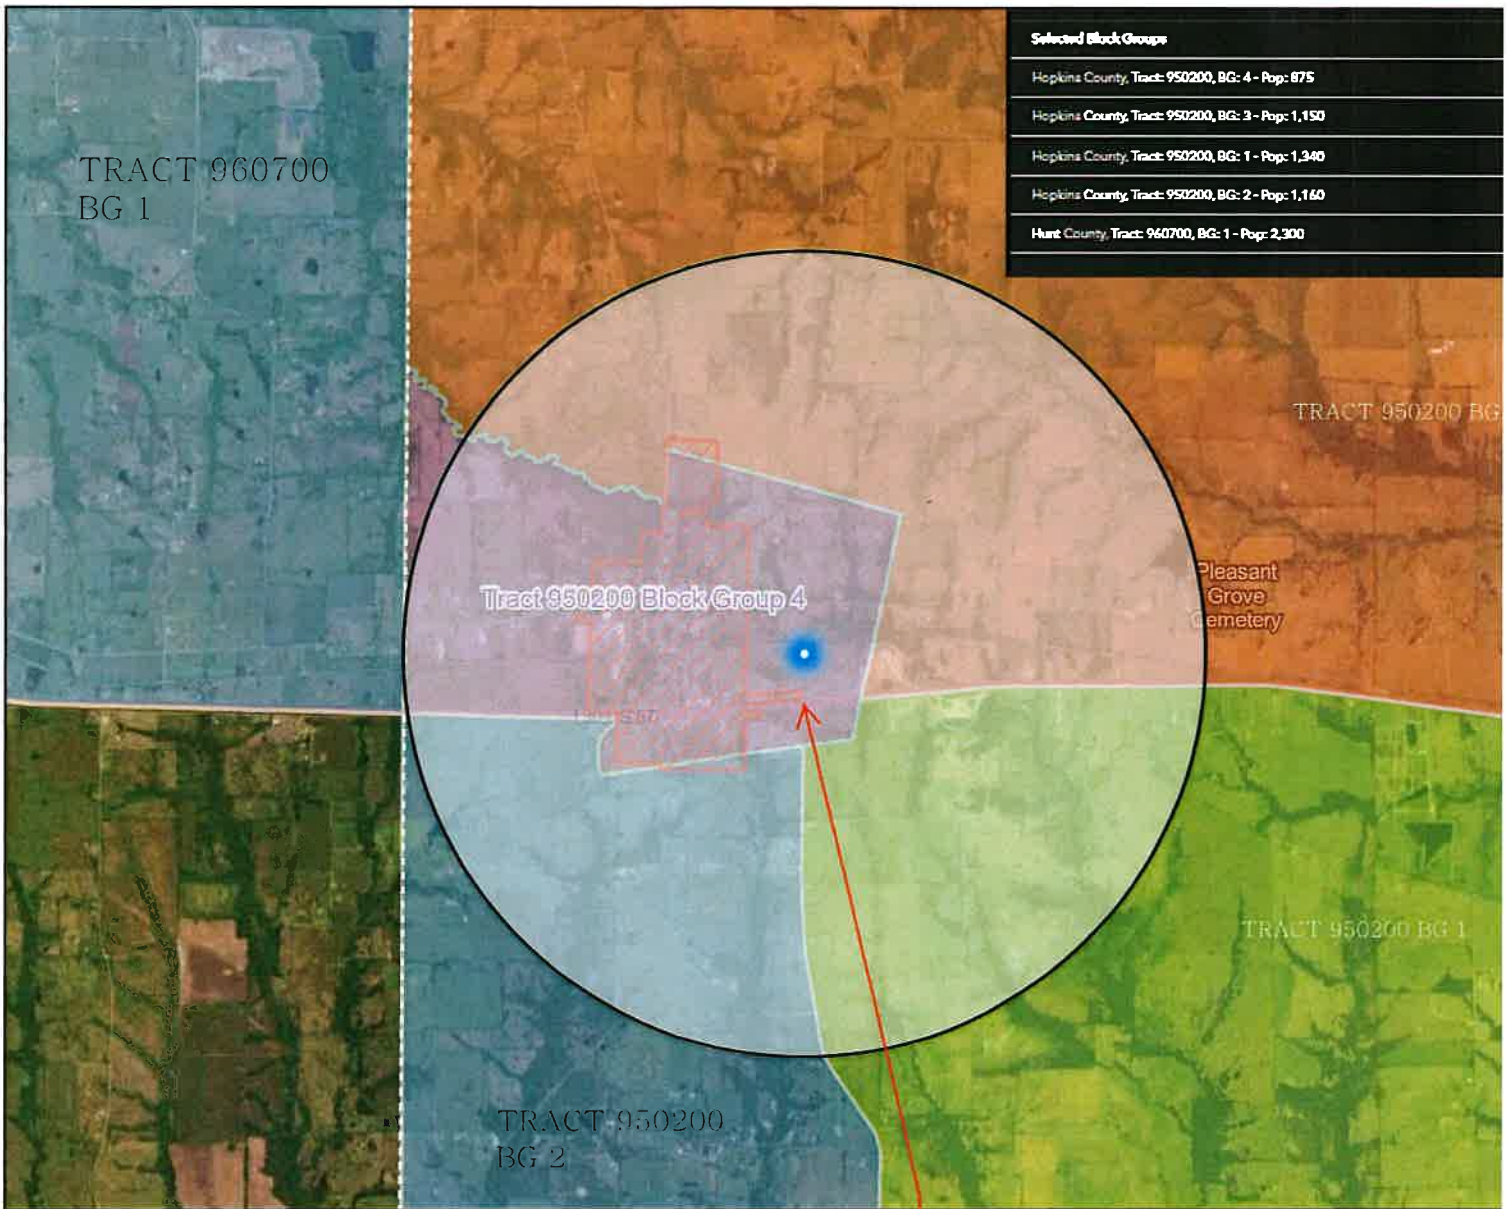 Selected Block Groups
Hopkins County, Tract: 950200, BG: 4 - Pop: 875
Hopkins County, Tract: 950200, BG: 3 - Pop: 1,150
Hopkins County, Tract: 950200, BG: 1 - Pop: 1,340
Hopkins County, Tract: 950200, BG: 2 - Pop: 1,160
Hunt County, Tract: 960700, BG: 1 - Pop: 2,300
TRACT 960700
BG 1
TRACT 950200 BG
Pleasant
Grove
Cemetery
Tract 950200 Block Group 4
TRACT 950200 BG 1
TRACT 950200
BG 2